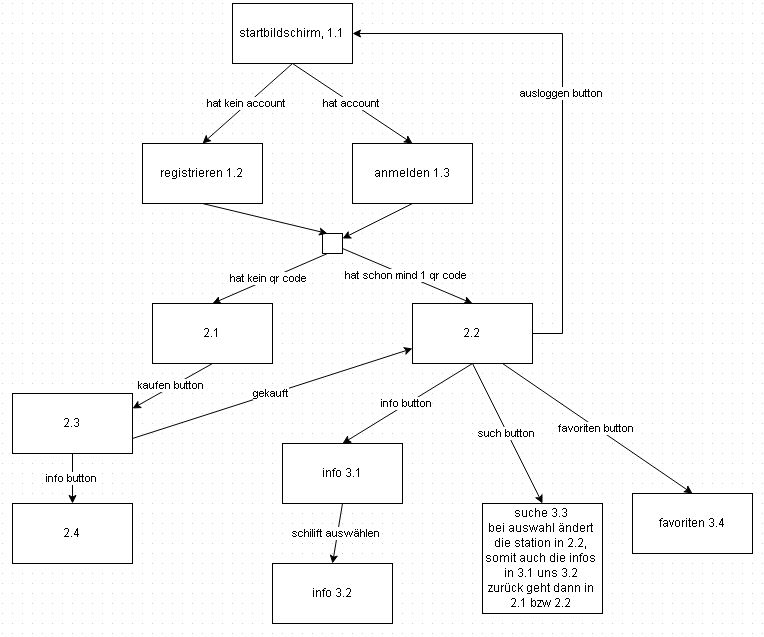 startbildschirm, 1.1
ausloggen button
hat kein account
hat account
registrieren 1.2
anmelden 1.3
hat kein qr code
hat schon mind 1 qr code
2.1
2.2
kaufen button
gekauft
info button
such button
favoriten button
2.3
info button
info 3.1
2.4
schilift auswählen
info 3.2
suche 3.3
bei auswahl ändert
die station in 2.2,
somit auch die infos
in 3.1 uns 3.2
zurück geht dann in
2.1 bzw 2.2
favoriten 3.4